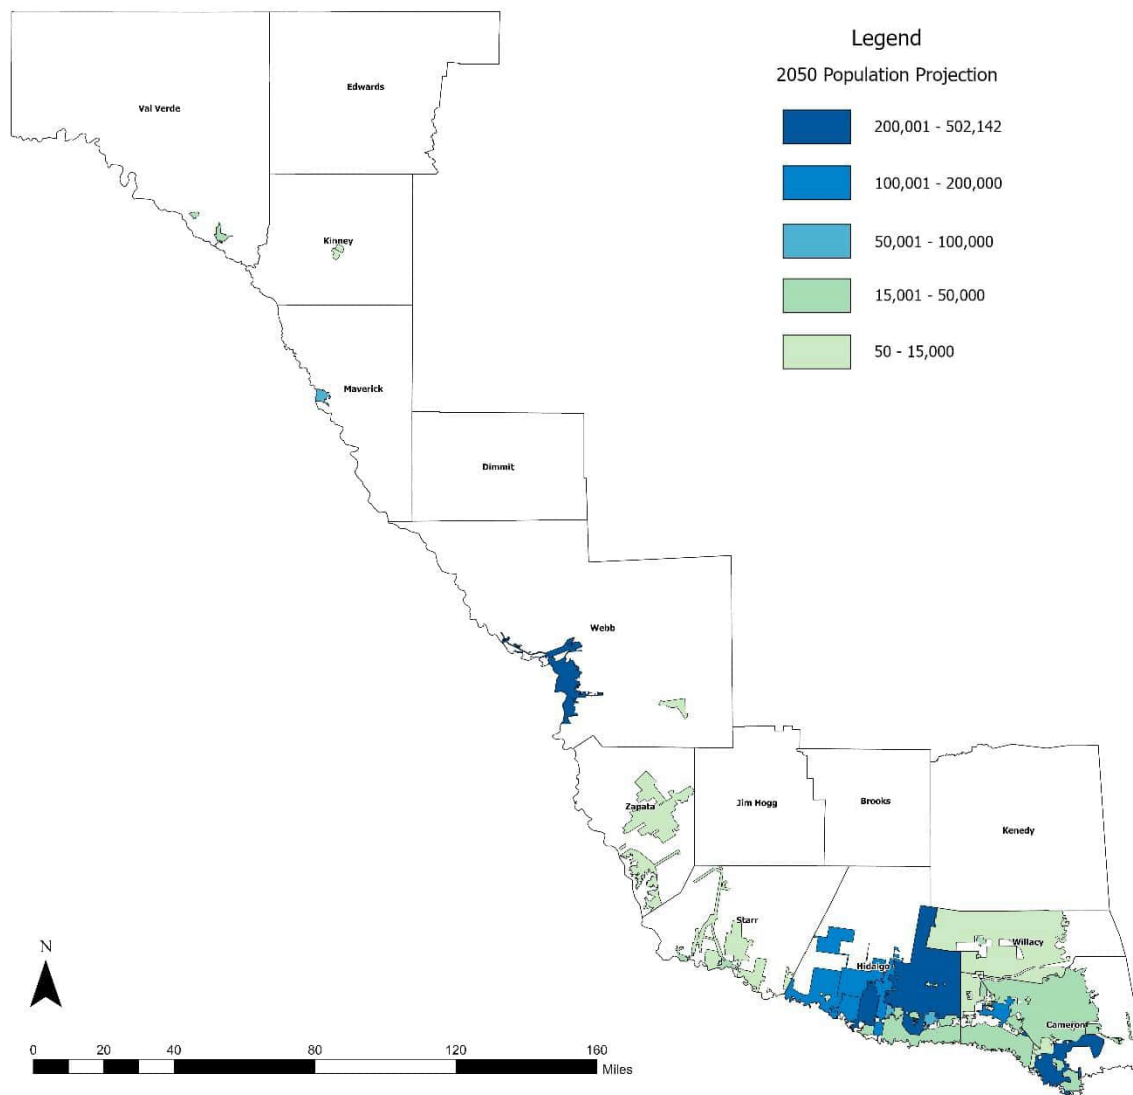 Legend
2050 Population Projection
200,001 - 502,142
100,001 - 200,000
50,001 - 100,000
15,001 - 50,000
50 - 15,000
Edwards
Val Verde
Kinney
Maverick
Dimmit
Webb
Zapata
Jim Hogg
Brooks
Kenedy
Starr
Willacy
Hidalgo
Cameron
N
0 20 40 80 120 160
Miles